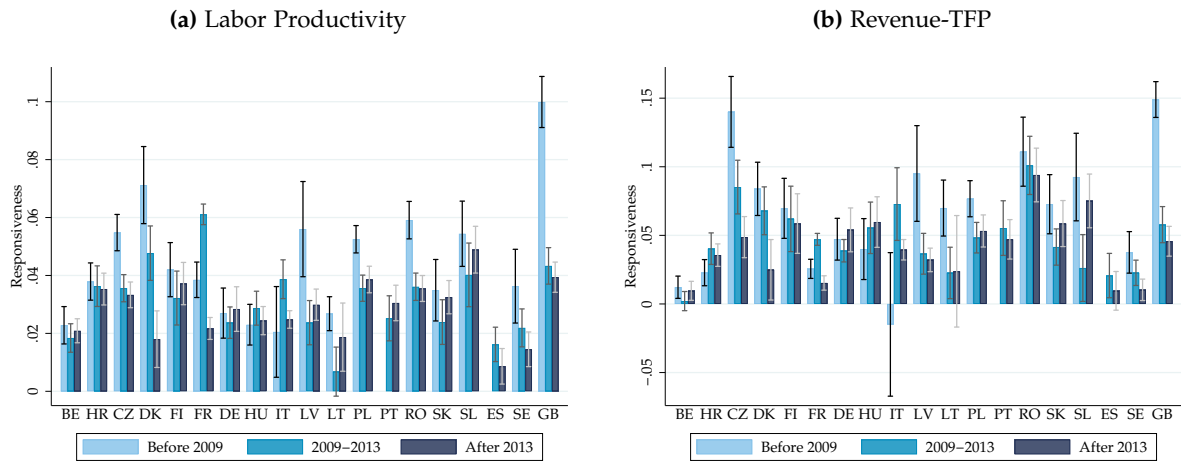 (a) Labor Productivity
Responsiveness
.1
.08
.06
.04
.02
0
BE HR CZ DK FI FR DE HU IT LV LT PL PT RO SK SL ES SE GB
Before 2009 2009–2013 After 2013
(b) Revenue-TFP
Responsiveness
.15
.1
.05
0
-.05
BE HR CZ DK FI FR DE HU IT LV LT PL PT RO SK SL ES SE GB
Before 2009 2009–2013 After 2013